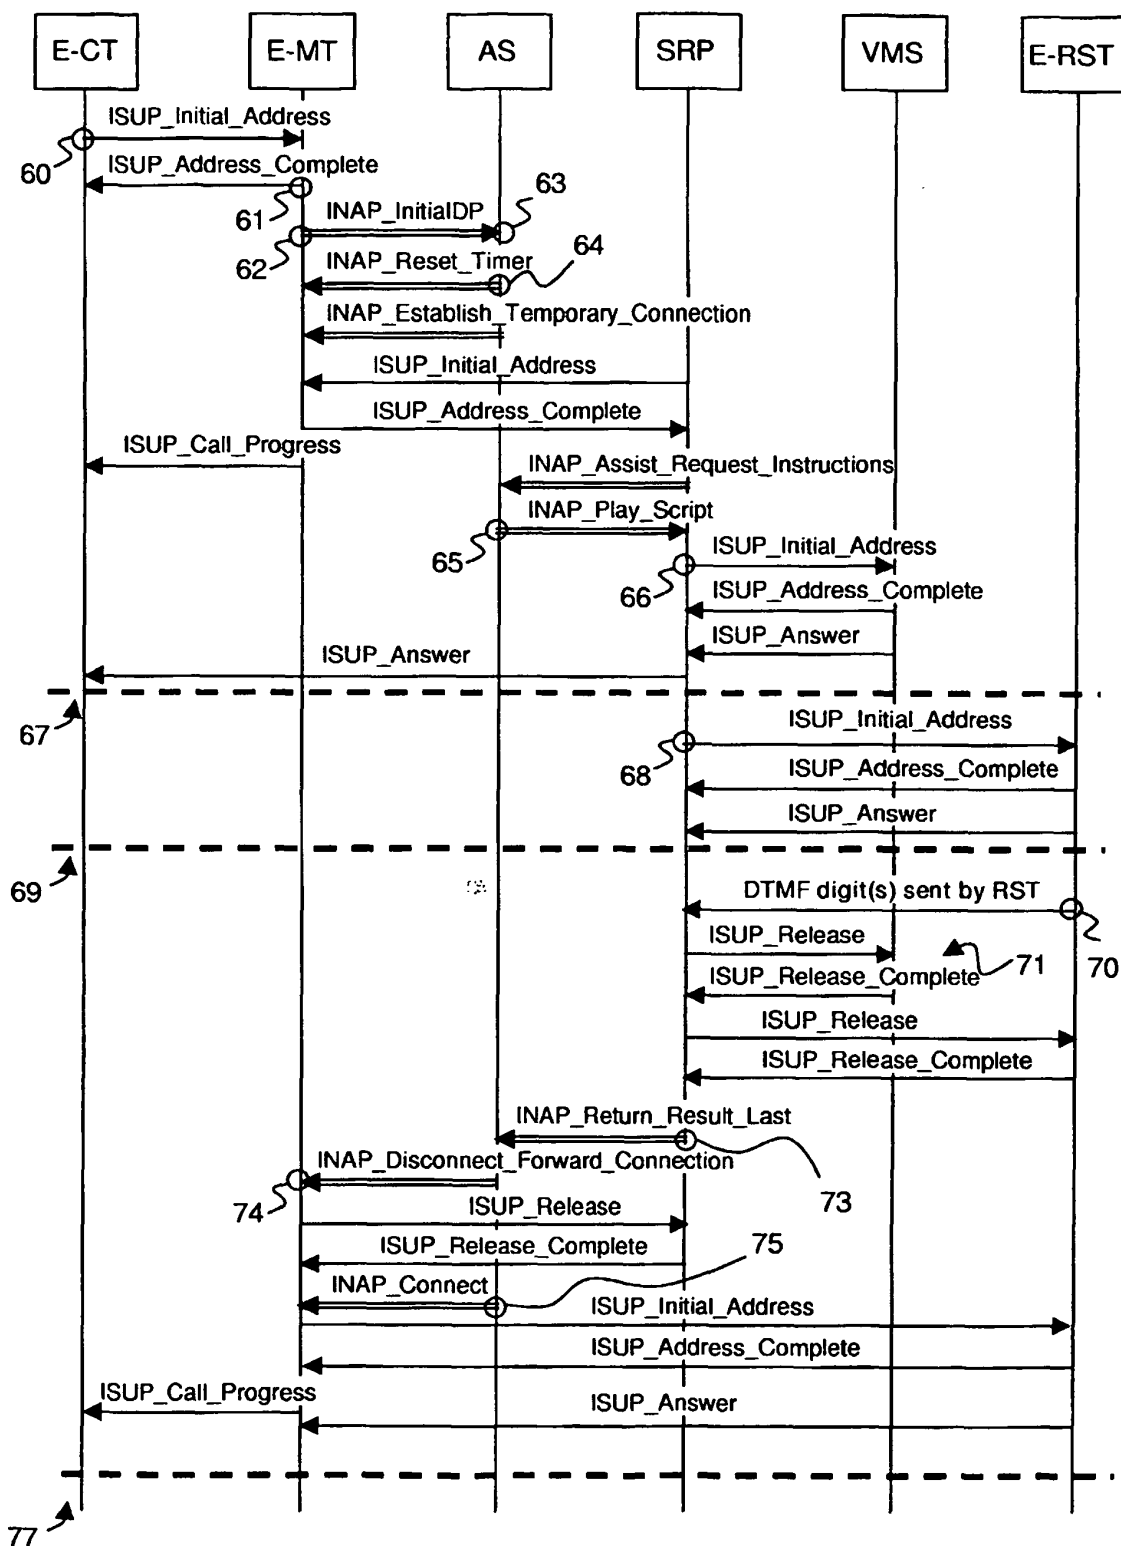 E-CT E-MT AS SRP VMS E-RST
ISUP_Initial_Address
60
ISUP_Address_Complete
61
63
INAP_InitialDP
62
64
INAP_Reset_Timer
INAP_Establish_Temporary_Connection
ISUP_Initial_Address
ISUP_Address_Complete
ISUP_Call_Progress
INAP_Assist_Request_Instructions
INAP_Play_Script
65
ISUP_Initial_Address
66
ISUP_Address_Complete
ISUP_Answer
ISUP_Answer
67
ISUP_Initial_Address
68
ISUP_Address_Complete
ISUP_Answer
69
DTMF digit(s) sent by RST
70
ISUP_Release
71
ISUP_Release_Complete
ISUP_Release
ISUP_Release_Complete
INAP_Return_Result_Last
73
INAP_Disconnect_Forward_Connection
74
ISUP_Release
ISUP_Release_Complete
75
INAP_Connect
ISUP_Initial_Address
ISUP_Address_Complete
ISUP_Call_Progress
ISUP_Answer
77